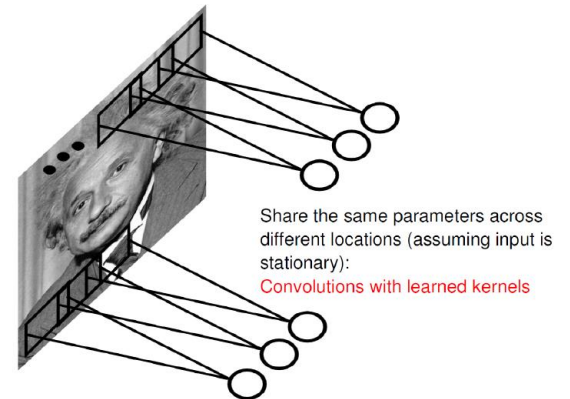 Share the same parameters across
different locations (assuming input is
stationary):
Convolutions with learned kernels